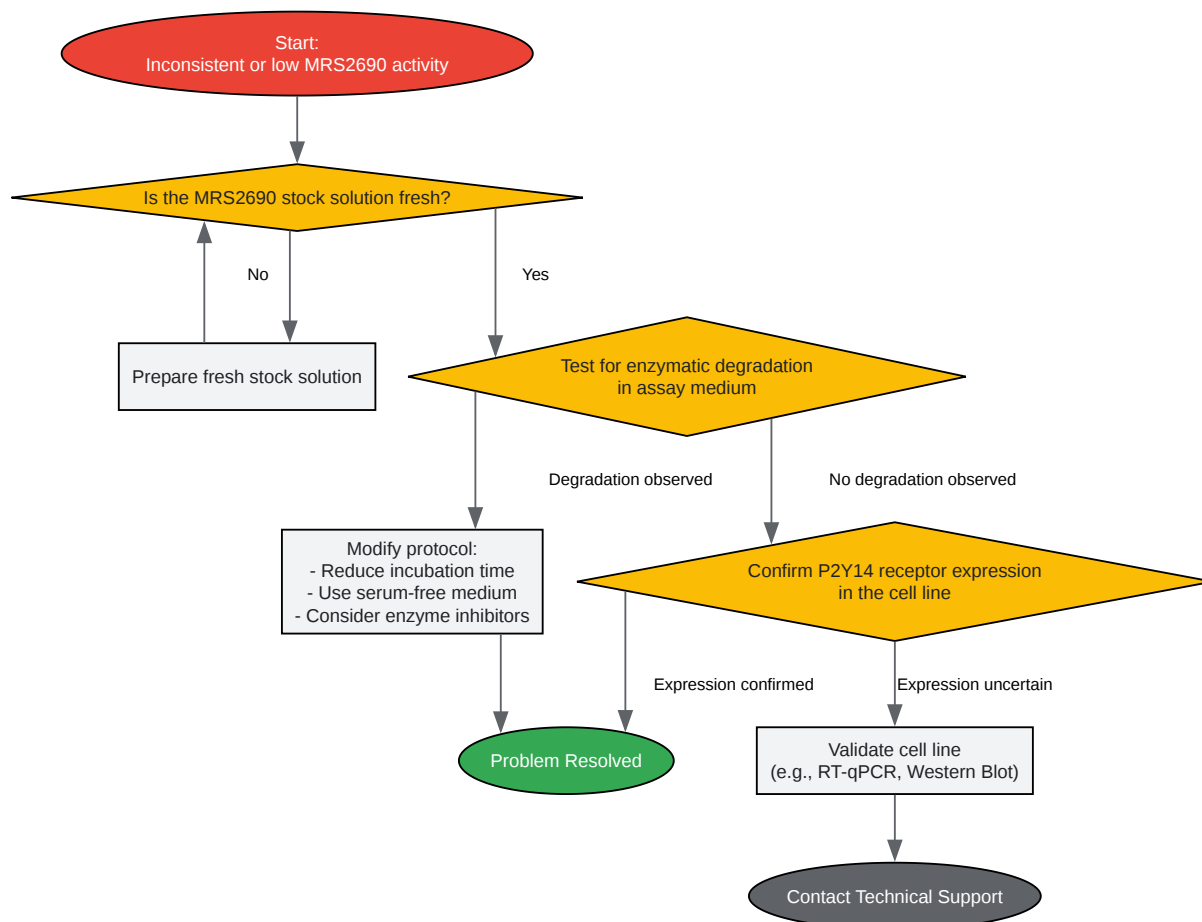 Start:
Inconsistent or low MRS2690 activity
Is the MRS2690 stock solution fresh?
No
Yes
Prepare fresh stock solution
Test for enzymatic degradation
in assay medium
Degradation observed
No degradation observed
Modify protocol:
- Reduce incubation time
- Use serum-free medium
- Consider enzyme inhibitors
Confirm P2Y14 receptor expression
in the cell line
Expression confirmed
Expression uncertain
Problem Resolved
Validate cell line
(e.g., RT-qPCR, Western Blot)
Contact Technical Support